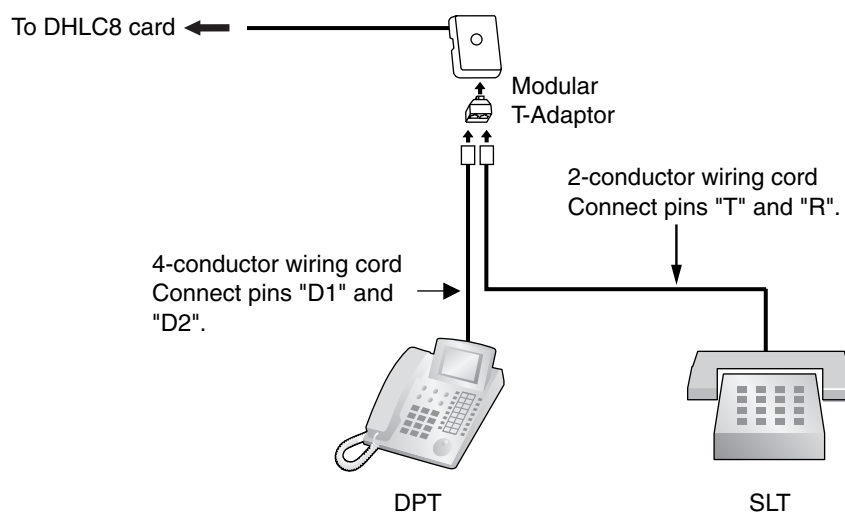 To DHLC8 card
Modular
T-Adaptor
2-conductor wiring cord
Connect pins "T" and "R".
4-conductor wiring cord
Connect pins "D1" and
"D2".
DPT
SLT